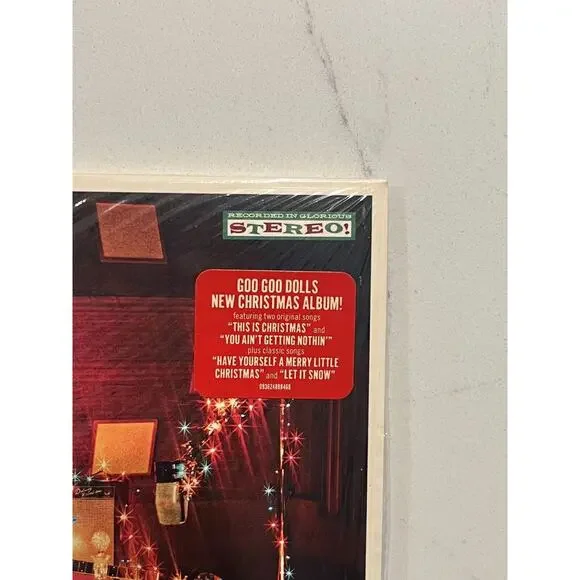 RECORDED IN GLORIOUS
STEREO!
GOO GOO DOLLS
NEW CHRISTMAS ALBUM!
featuring two original songs
"THIS IS CHRISTMAS" and
"YOU AIN'T GETTING NOTHIN'"
plus classic songs
"HAVE YOURSELF A MERRY LITTLE
CHRISTMAS" and "LET IT SNOW"
093624888468